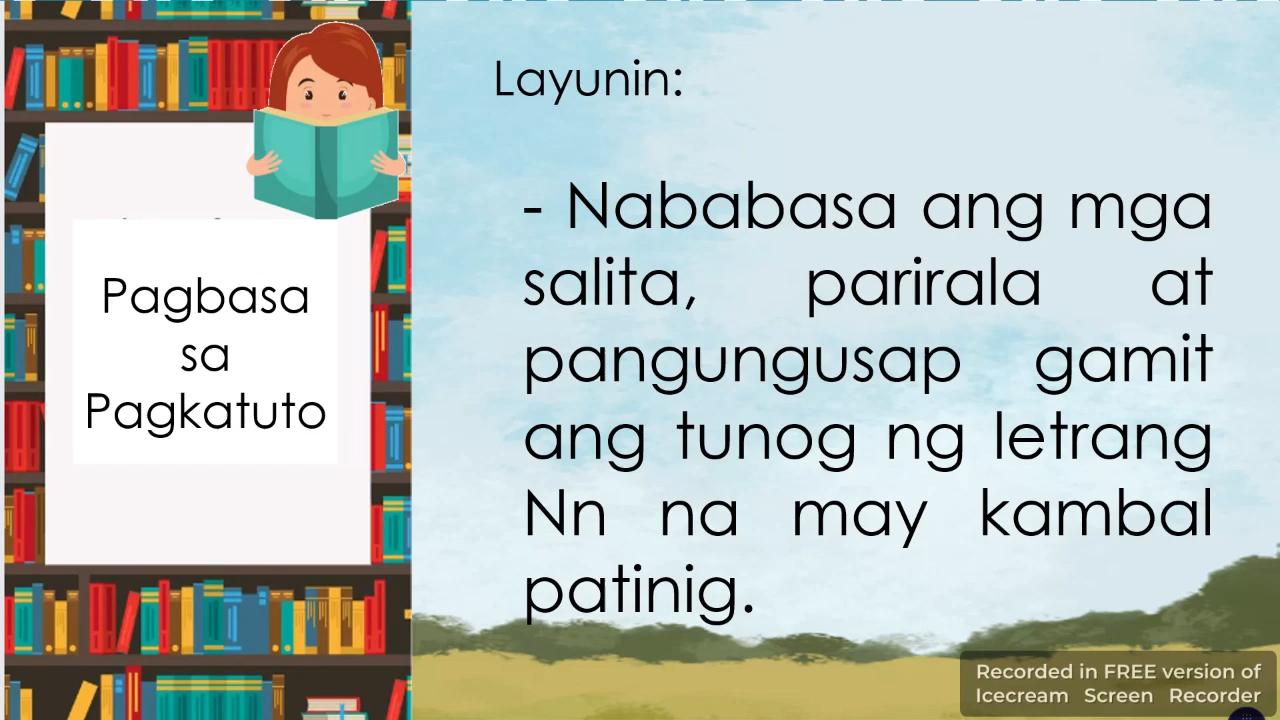 Pagbasa
sa
Pagkatuto
Layunin:
- Nababasa ang mga
salita, parirala at
pangungusap gamit
ang tunog ng letrang
Nn na may kambal
patinig.
Recorded in FREE version of
Icecream Screen Recorder